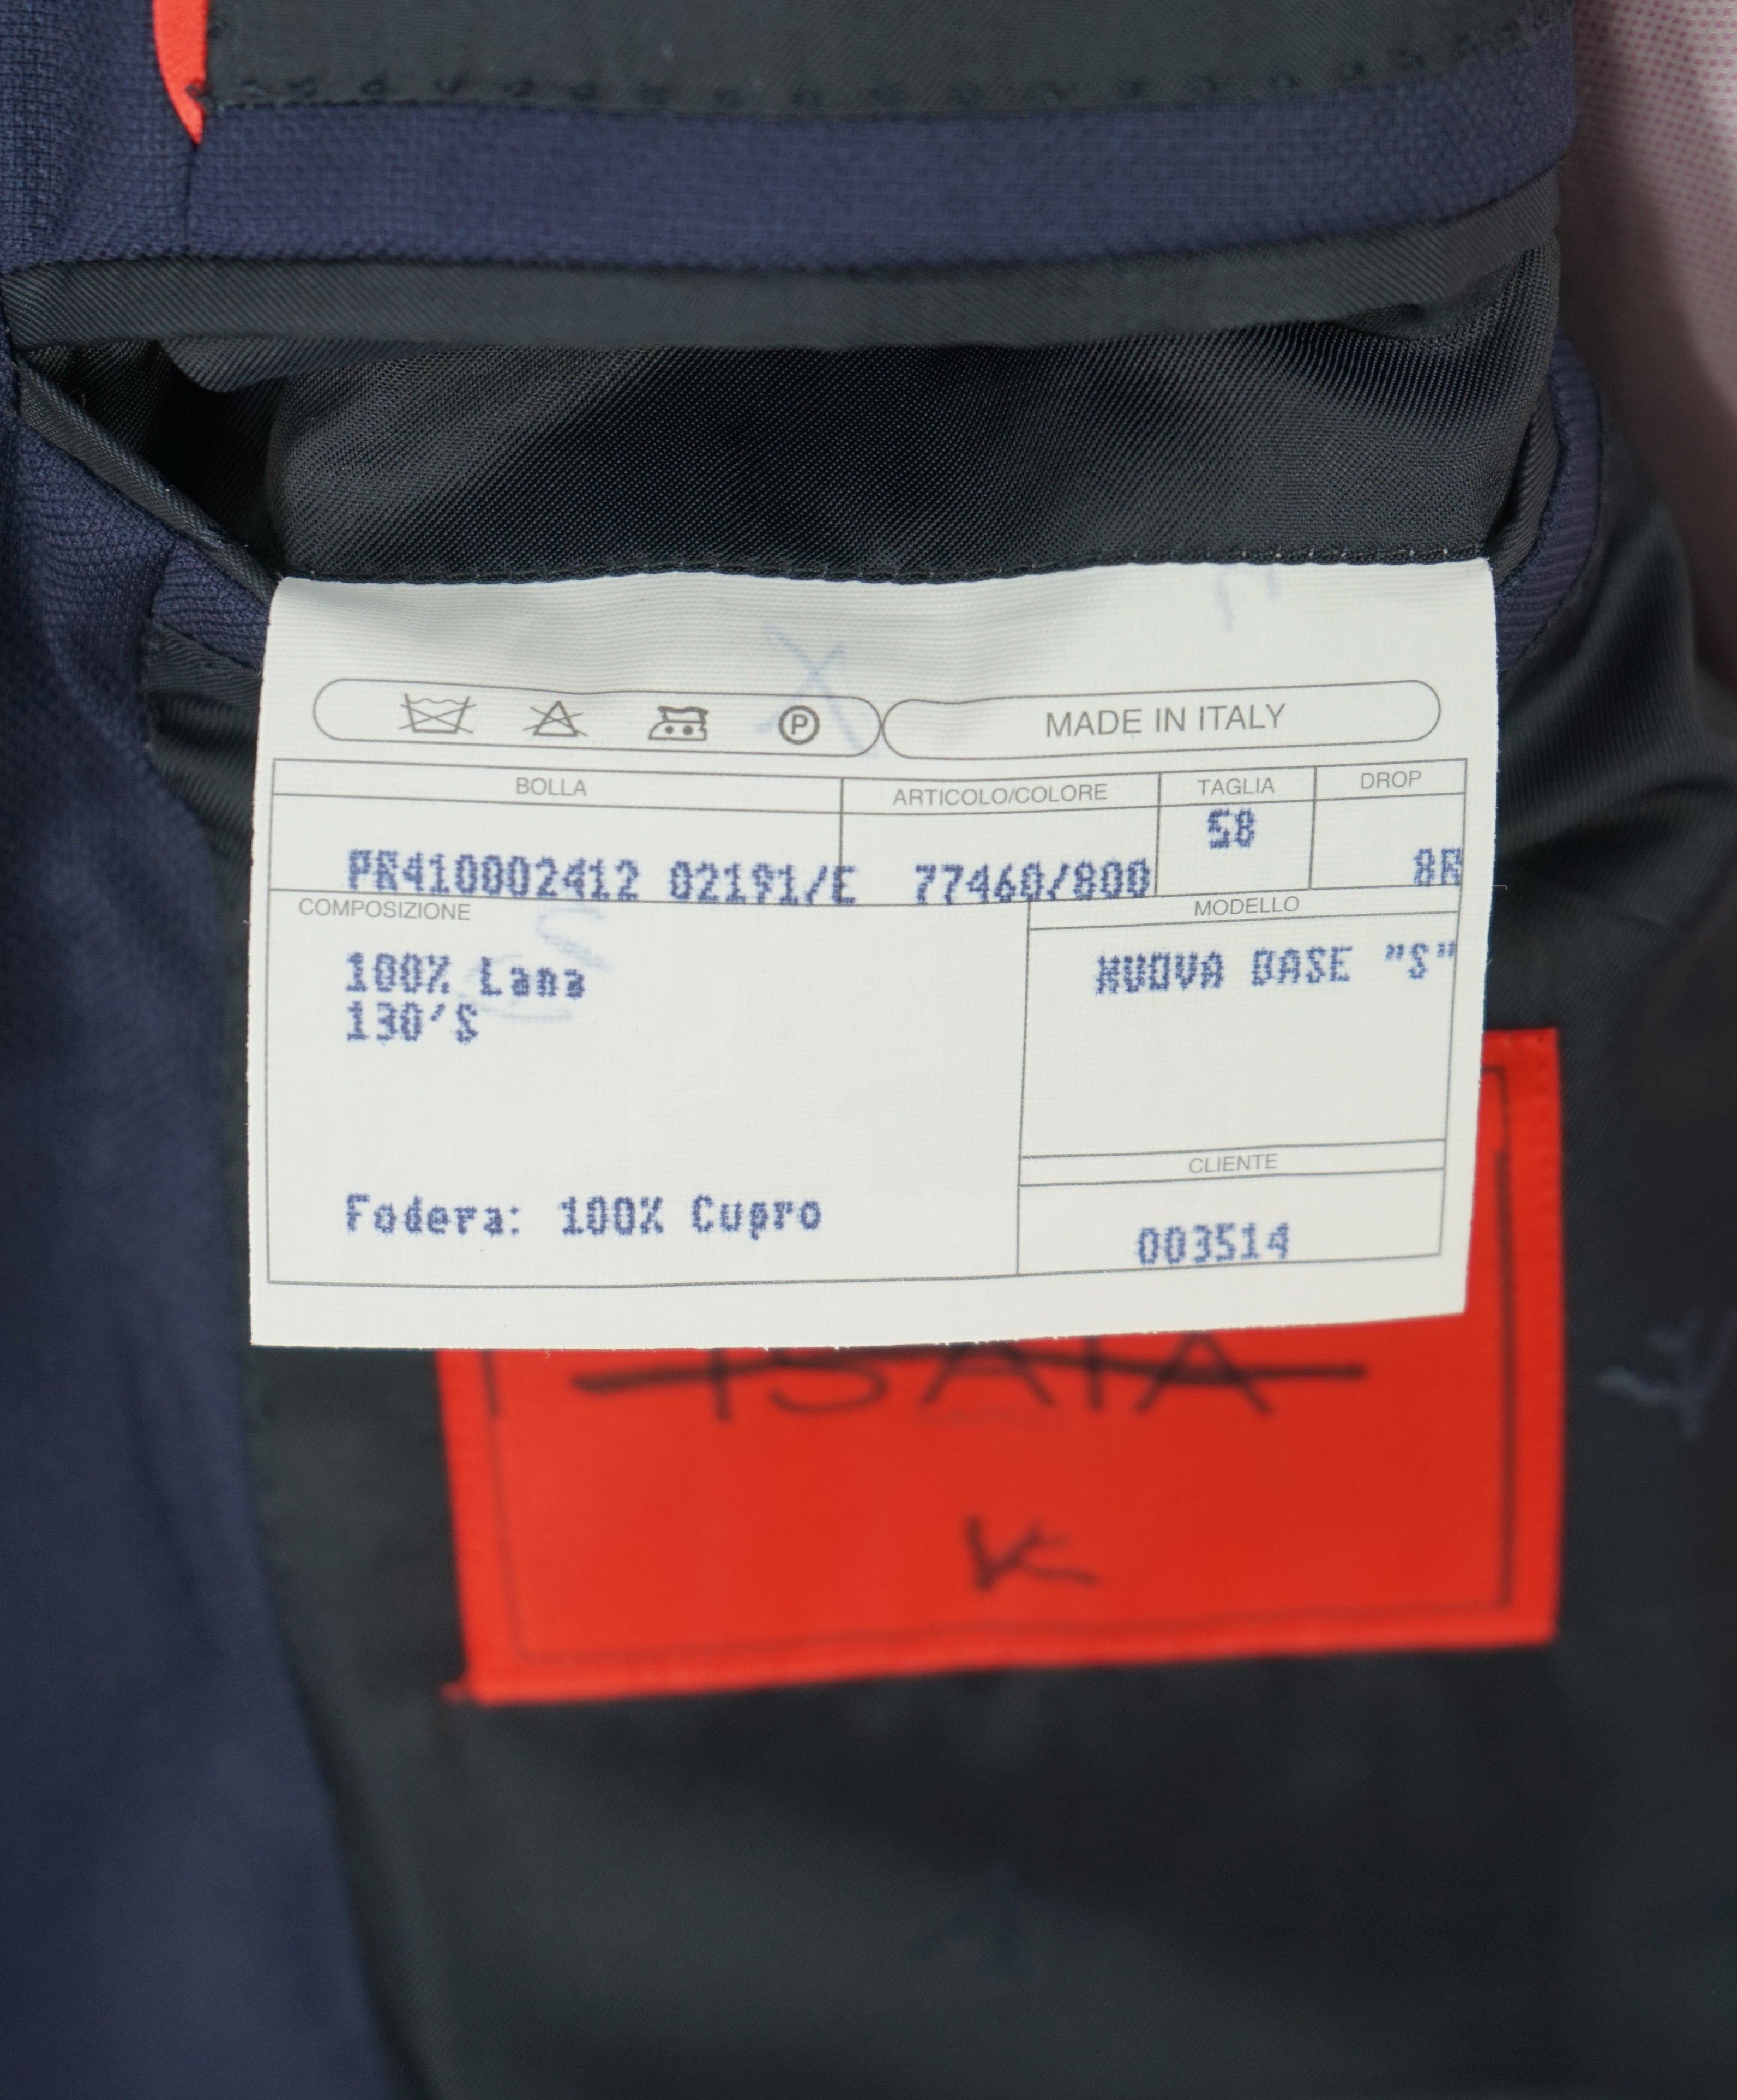 P
MADE IN ITALY
BOLLA ARTICOLO/COLORE TAGLIA DROP
58
PR410002412 02191/E 77460/800 8R
COMPOSIZIONE MODELLO
100% Lana NUOVA BASE "S"
130'S
CLIENTE
Fodera: 100% Cupro 003514
ISAIA